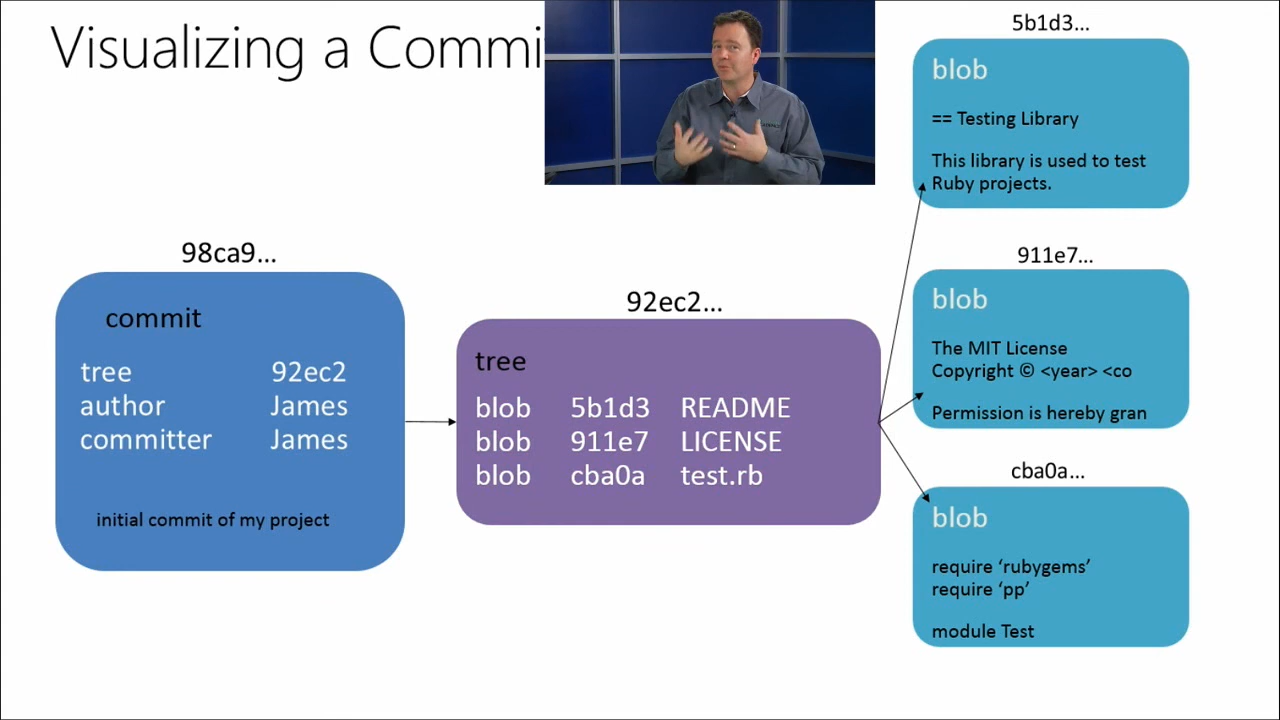 Visualizing a Commi
98ca9...
commit
tree 92ec2
author James
committer James
initial commit of my project
92ec2...
tree
blob 5b1d3 README
blob 911e7 LICENSE
blob cba0a test.rb
5b1d3...
blob
== Testing Library
This library is used to test
Ruby projects.
911e7...
blob
The MIT License
Copyright © <year> <co
Permission is hereby gran
cba0a...
blob
require ‘rubygems’
require ‘pp’
module Test